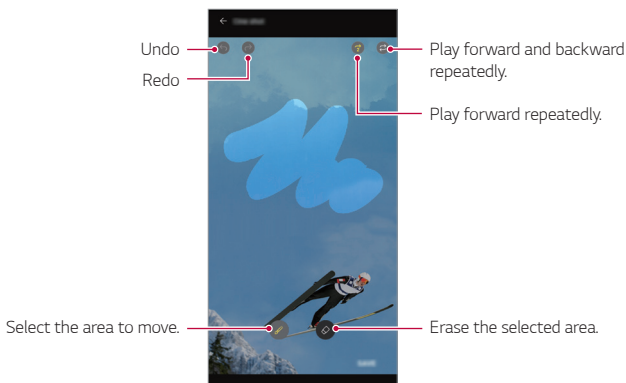 Undo
Redo
Play forward and backward
repeatedly.
Play forward repeatedly.
Select the area to move.
Erase the selected area.